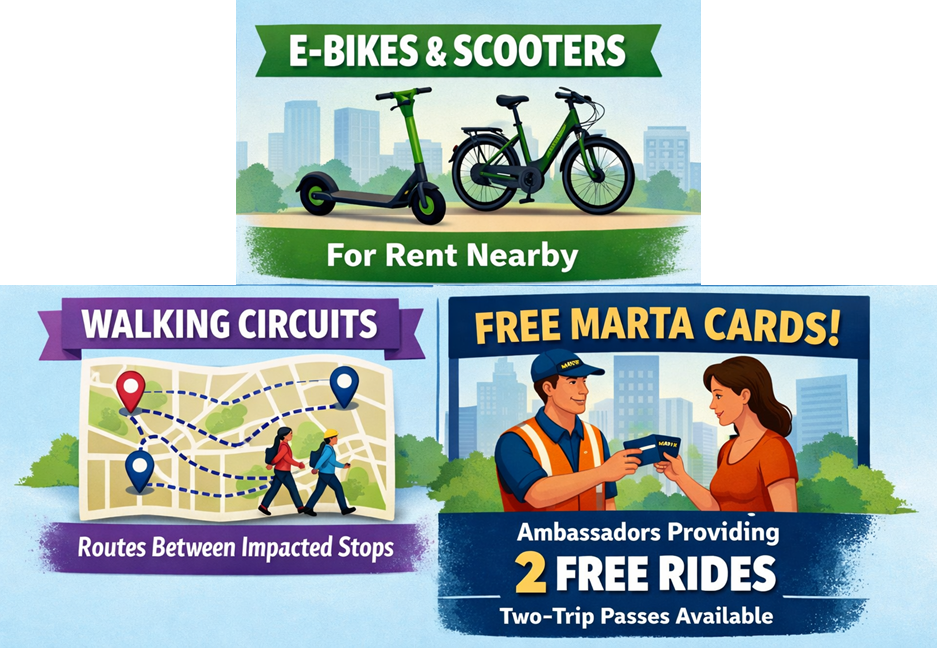 E-BIKES & SCOOTERS
For Rent Nearby
WALKING CIRCUITS
Routes Between Impacted Stops
FREE MARTA CARDS!
Ambassadors Providing
2 FREE RIDES
Two-Trip Passes Available